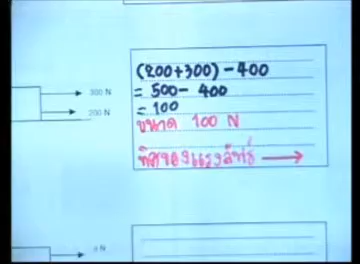 (200+300) - 400
300 N
= 500 - 400
200 N
= 100
ขนาด 100 N
ทิศของแรงลัพธ์
N